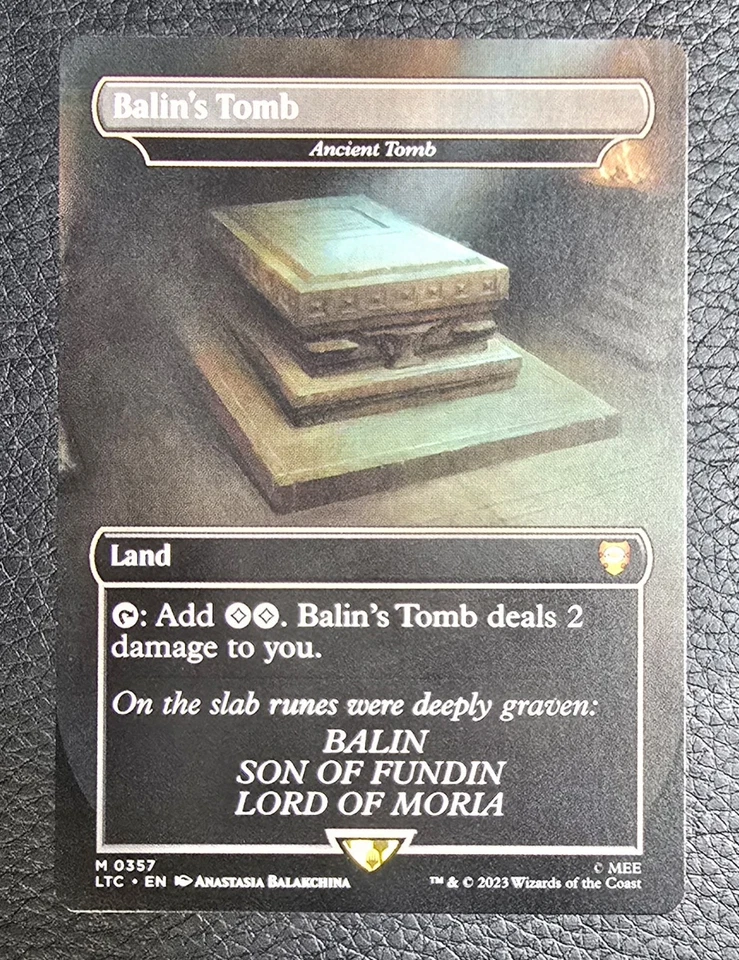 Balin's Tomb
Ancient Tomb
Land
: Add . Balin's Tomb deals 2
damage to you.
On the slab runes were deeply graven:
BALIN
SON OF FUNDIN
LORD OF MORIA
M 0357
© MEE
LTC • EN Anastasia Balakchina
™ & © 2023 Wizards of the Coast